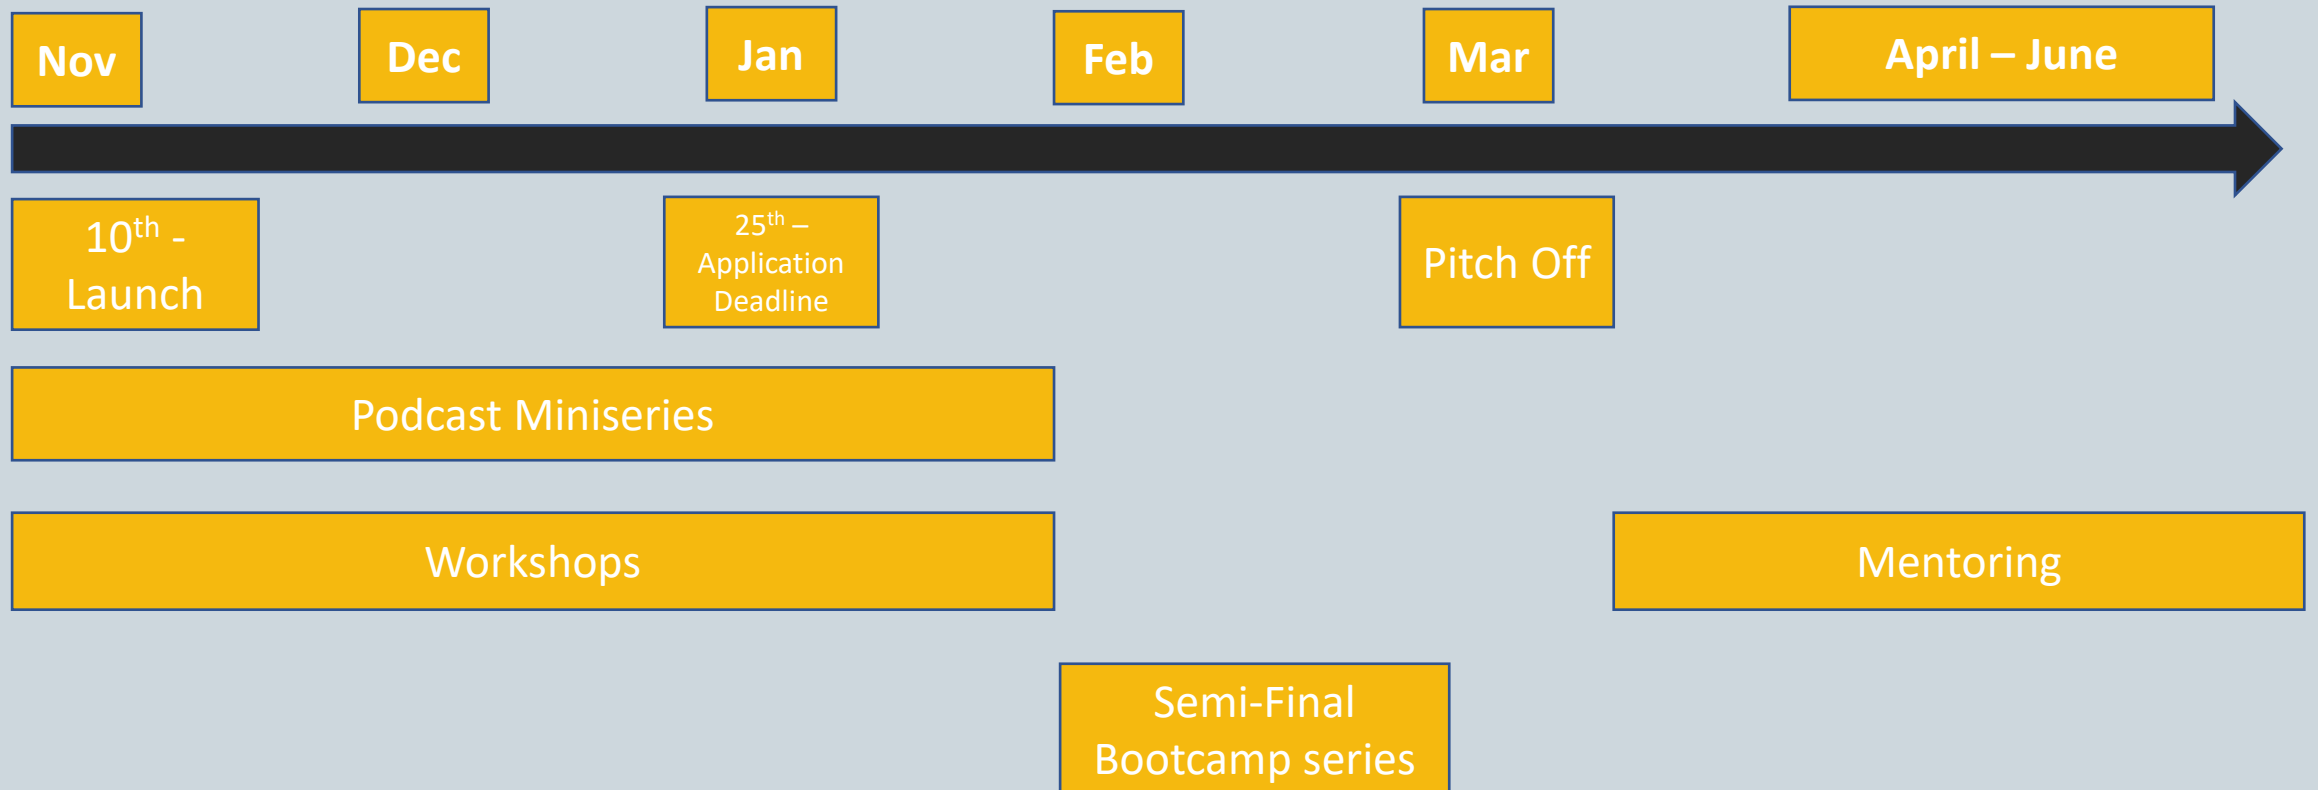 Nov
Dec
Jan
Feb
Mar
April – June
10th -
Launch
25th –
Application
Deadline
Pitch Off
Podcast Miniseries
Workshops
Mentoring
Semi-Final
Bootcamp series